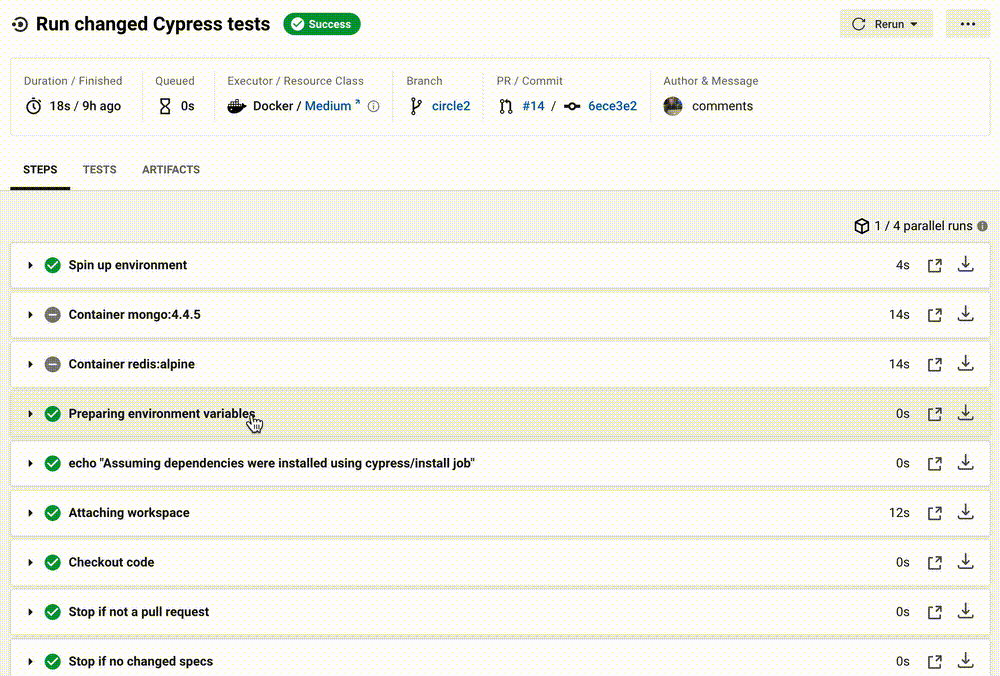 Run changed Cypress tests Success Rerun
Duration / Finished Queued Executor / Resource Class Branch PR / Commit Author & Message
18s / 9h ago 0s Docker / Medium circle2 #14 / 6ece3e2 comments
STEPS TESTS ARTIFACTS
1 / 4 parallel runs
Spin up environment 4s
Container mongo:4.4.5 14s
Container redis:alpine 14s
Preparing environment variables 0s
echo "Assuming dependencies were installed using cypress/install job" 0s
Attaching workspace 12s
Checkout code 0s
Stop if not a pull request 0s
Stop if no changed specs 0s